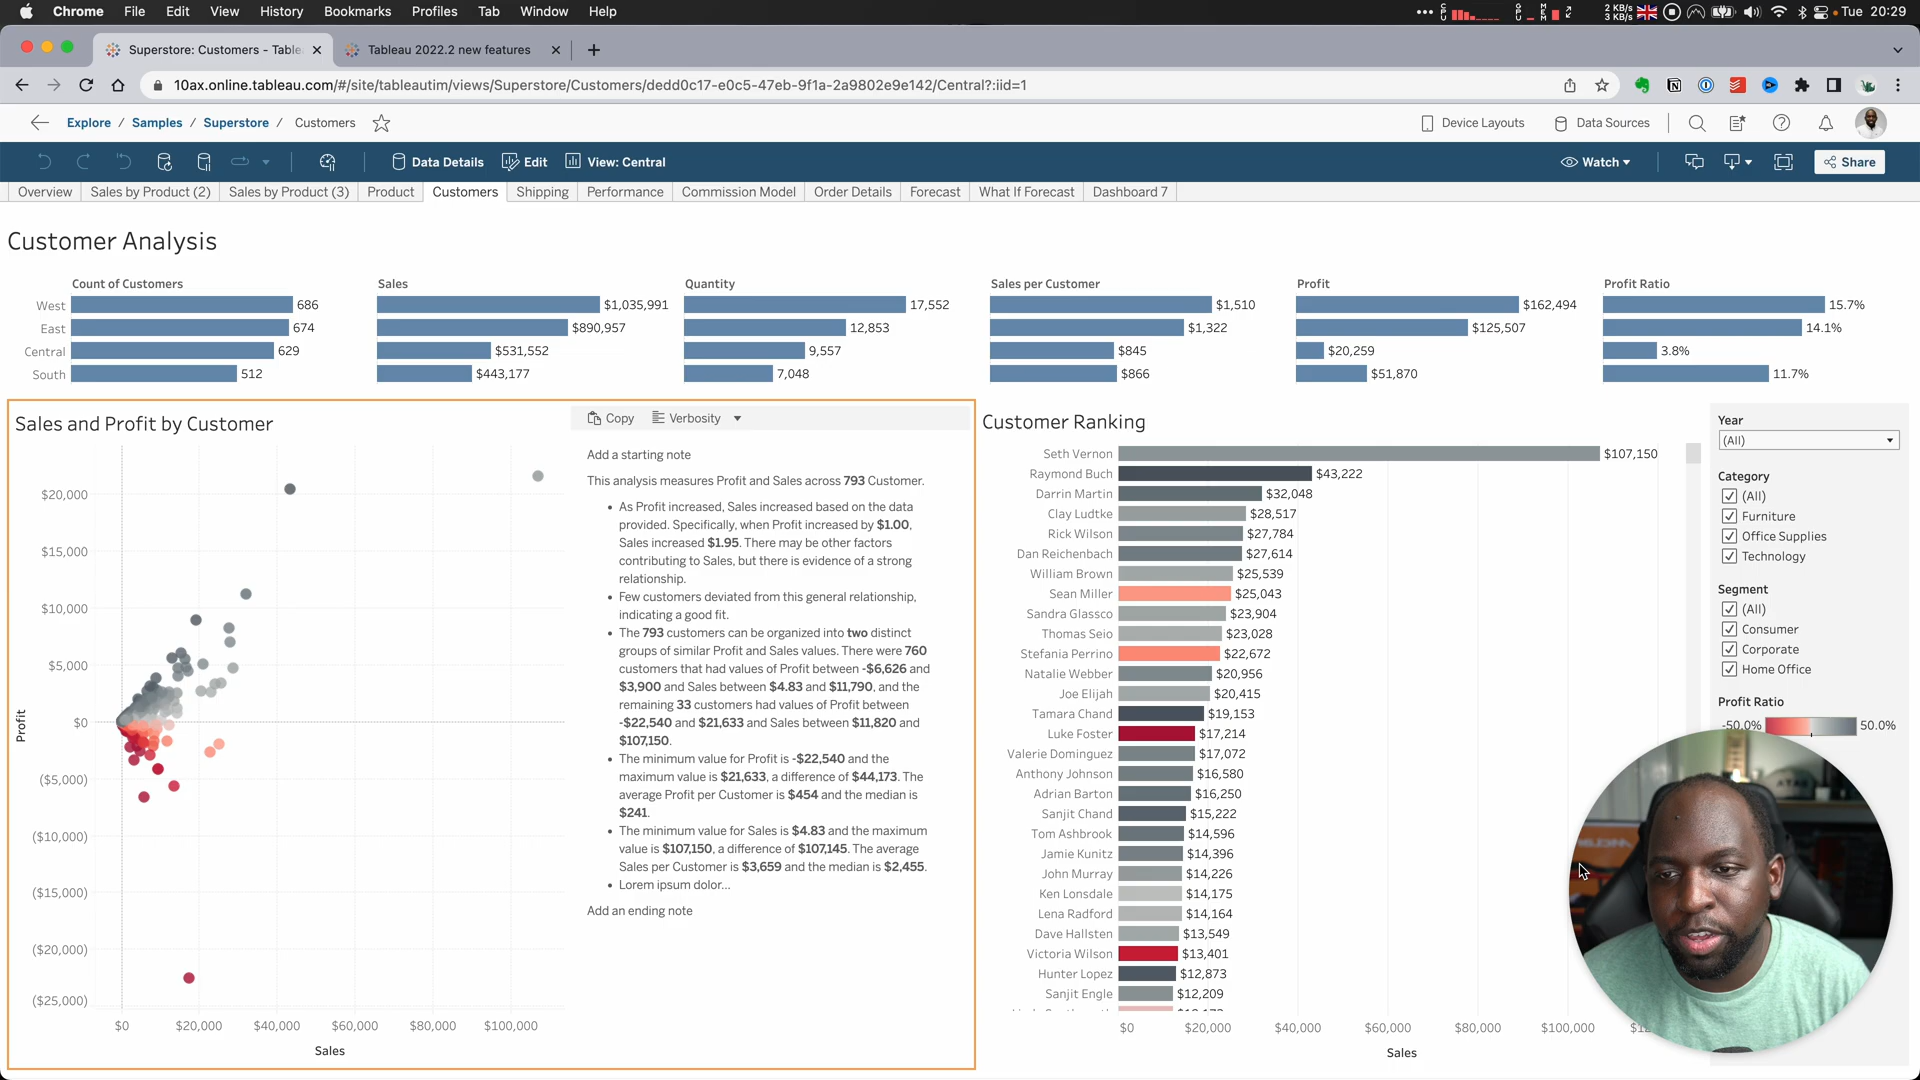 Chrome File Edit View History Bookmarks Profiles Tab Window Help
2 KB/s
3 KB/s
Tue 20:29
Superstore: Customers - Table
Tableau 2022.2 new features
10ax.online.tableau.com/#/site/tableautim/views/Superstore/Customers/dedd0c17-e0c5-47eb-9f1a-2a9802e9e142/Central?:iid=1
Explore / Samples / Superstore / Customers
Device Layouts Data Sources
Data Details Edit View: Central Watch Share
Overview Sales by Product (2) Sales by Product (3) Product Customers Shipping Performance Commission Model Order Details Forecast What If Forecast Dashboard 7
Customer Analysis
Count of Customers Sales Quantity Sales per Customer Profit Profit Ratio
West 686 $1,035,991 17,552 $1,510 $162,494 15.7%
East 674 $890,957 12,853 $1,322 $125,507 14.1%
Central 629 $531,552 9,557 $845 $20,259 3.8%
South 512 $443,177 7,048 $866 $51,870 11.7%
Sales and Profit by Customer
Profit
$20,000
$15,000
$10,000
$5,000
$0
($5,000)
($10,000)
($15,000)
($20,000)
($25,000)
$0 $20,000 $40,000 $60,000 $80,000 $100,000
Sales
Copy Verbosity
Add a starting note
This analysis measures Profit and Sales across 793 Customer.
• As Profit increased, Sales increased based on the data
provided. Specifically, when Profit increased by $1.00,
Sales increased $1.95. There may be other factors
contributing to Sales, but there is evidence of a strong
relationship.
• Few customers deviated from this general relationship,
indicating a good fit.
• The 793 customers can be organized into two distinct
groups of similar Profit and Sales values. There were 760
customers that had values of Profit between -$6,626 and
$3,900 and Sales between $4.83 and $11,790, and the
remaining 33 customers had values of Profit between
-$22,540 and $21,633 and Sales between $11,820 and
$107,150.
• The minimum value for Profit is -$22,540 and the
maximum value is $21,633, a difference of $44,173. The
average Profit per Customer is $454 and the median is
$241.
• The minimum value for Sales is $4.83 and the maximum
value is $107,150, a difference of $107,145. The average
Sales per Customer is $3,659 and the median is $2,455.
• Lorem ipsum dolor...
Add an ending note
Customer Ranking
Seth Vernon $107,150
Raymond Buch $43,222
Darrin Martin $32,048
Clay Ludtke $28,517
Rick Wilson $27,784
Dan Reichenbach $27,614
William Brown $25,539
Sean Miller $25,043
Sandra Glassco $23,904
Thomas Seio $23,028
Stefania Perrino $22,672
Natalie Webber $20,956
Joe Elijah $20,415
Tamara Chand $19,153
Luke Foster $17,214
Valerie Dominguez $17,072
Anthony Johnson $16,580
Adrian Barton $16,250
Sanjit Chand $15,222
Tom Ashbrook $14,596
Jamie Kunitz $14,396
John Murray $14,226
Ken Lonsdale $14,175
Lena Radford $14,164
Dave Hallsten $13,549
Victoria Wilson $13,401
Hunter Lopez $12,873
Sanjit Engle $12,209
$0 $20,000 $40,000 $60,000 $80,000 $100,000
Sales
Year
(All)
Category
(All)
Furniture
Office Supplies
Technology
Segment
(All)
Consumer
Corporate
Home Office
Profit Ratio
-50.0% 50.0%